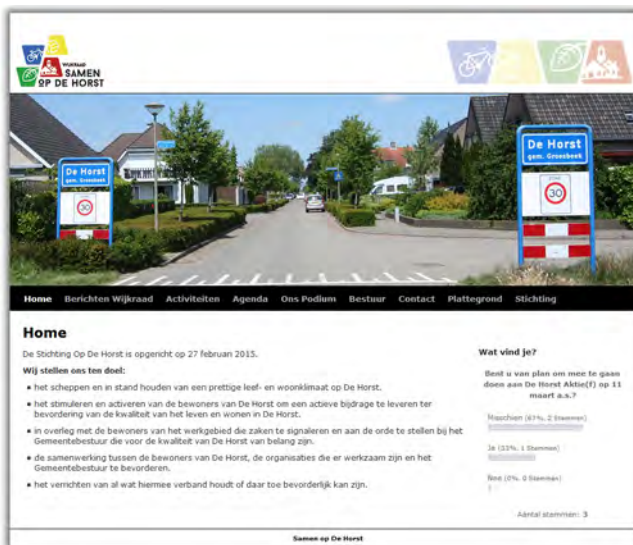 WIJKRAAD
SAMEN
OP DE HORST
De Horst
gem. Groesbeek
30
De Horst
gem. Groesbeek
ZONE
30
Home Berichten Wijkraad Activiteiten Agenda Ons Podium Bestuur Contact Plattegrond Stichting
Home
De Stichting Op De Horst is opgericht op 27 februari 2015.
Wij stellen ons ten doel:
het scheppen en in stand houden van een prettige leef- en woonklimaat op De Horst.
het stimuleren en activeren van de bewoners van De Horst om een actieve bijdrage te leveren ter
bevordering van de kwaliteit van het leven en wonen in De Horst.
in overleg met de bewoners van het werkgebied die zaken te signaleren en aan de orde te stellen bij het
Gemeentebestuur die voor de kwaliteit van De Horst van belang zijn.
de samenwerking tussen de bewoners van De Horst, de organisaties die er werkzaam zijn en het
Gemeentebestuur te bevorderen.
het verrichten van al wat hiermee verband houdt of daar toe bevorderlijk kan zijn.
Wat vind je?
Bent u van plan om mee te gaan
doen aan De Horst Aktie(f) op 11
maart a.s.?
Misschien (67%, 2 Stemmen)
Ja (33%, 1 Stemmen)
Nee (0%, 0 Stemmen)
Aantal stemmen: 3
Samen op De Horst